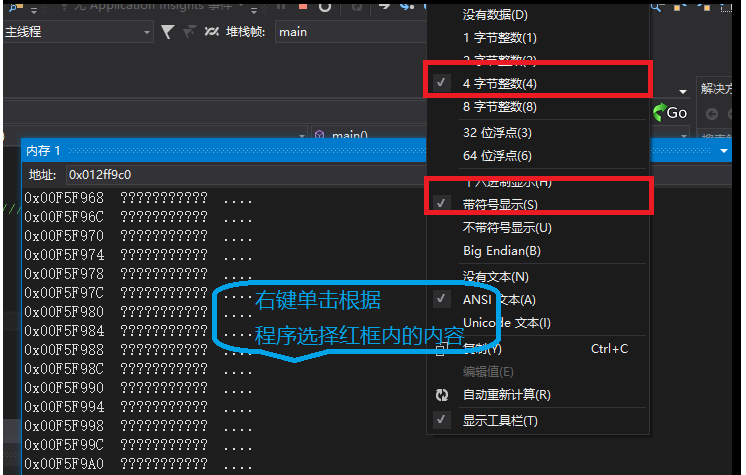 无 Application Insights 事件
主线程
堆栈帧:
main
没有数据(D)
1 字节整数(1)
2 字节整数(2)
4 字节整数(4)
8 字节整数(8)
32 位浮点(3)
64 位浮点(6)
十六进制显示(H)
带符号显示(S)
不带符号显示(U)
Big Endian(B)
没有文本(N)
ANSI 文本(A)
Unicode 文本(I)
复制(Y) Ctrl+C
编辑值(E)
自动重新计算(R)
显示工具栏(T)
解决方
Go
main()
内存 1
地址: 0x012ff9c0
//
0x00F5F968 ??????????? ....
0x00F5F96C ??????????? ....
0x00F5F970 ??????????? ....
0x00F5F974 ??????????? ....
0x00F5F978 ??????????? ....
0x00F5F97C ??????????? ....
0x00F5F980 ??????????? ....
0x00F5F984 ??????????? ....
0x00F5F988 ??????????? ....
0x00F5F98C ??????????? ....
0x00F5F990 ??????????? ....
0x00F5F994 ??????????? ....
0x00F5F998 ??????????? ....
0x00F5F99C ??????????? ....
0x00F5F9A0 ??????????? ....
右键单击根据
程序选择红框内的内容